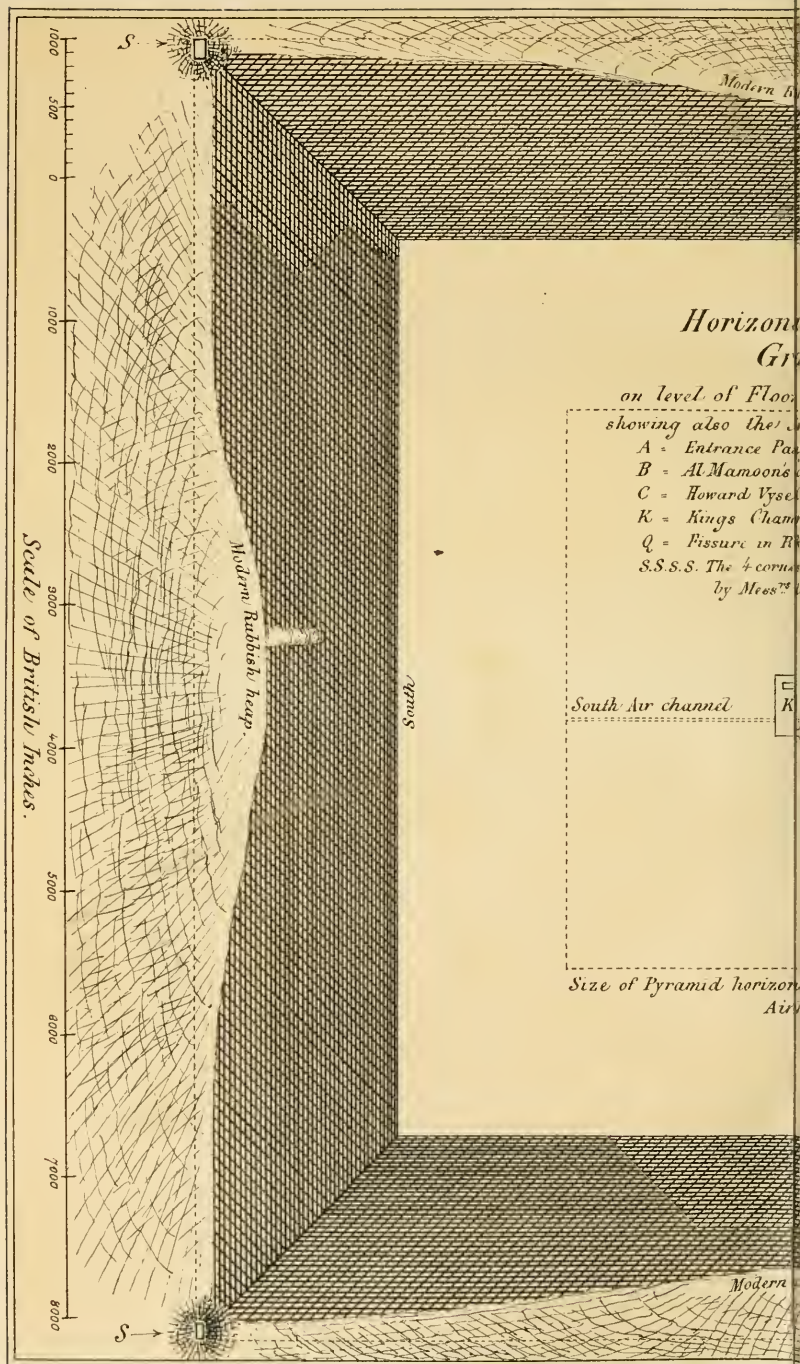 S
1000
500
0
1000
2000
3000
4000
5000
6000
7000
8000
Scale of British Inches.
Modern
Modern Rubbish heap
South
Horizon
Gr
on level of Floor
showing also the
A = Entrance Pa
B = Al Mamoon's
C = Howard Vyse
K = Kings Cham
Q = Fissure in R
S.S.S.S. The 4 corn
by Mess.rs
South Air channel
K
Size of Pyramid horizon
Air
Modern
S